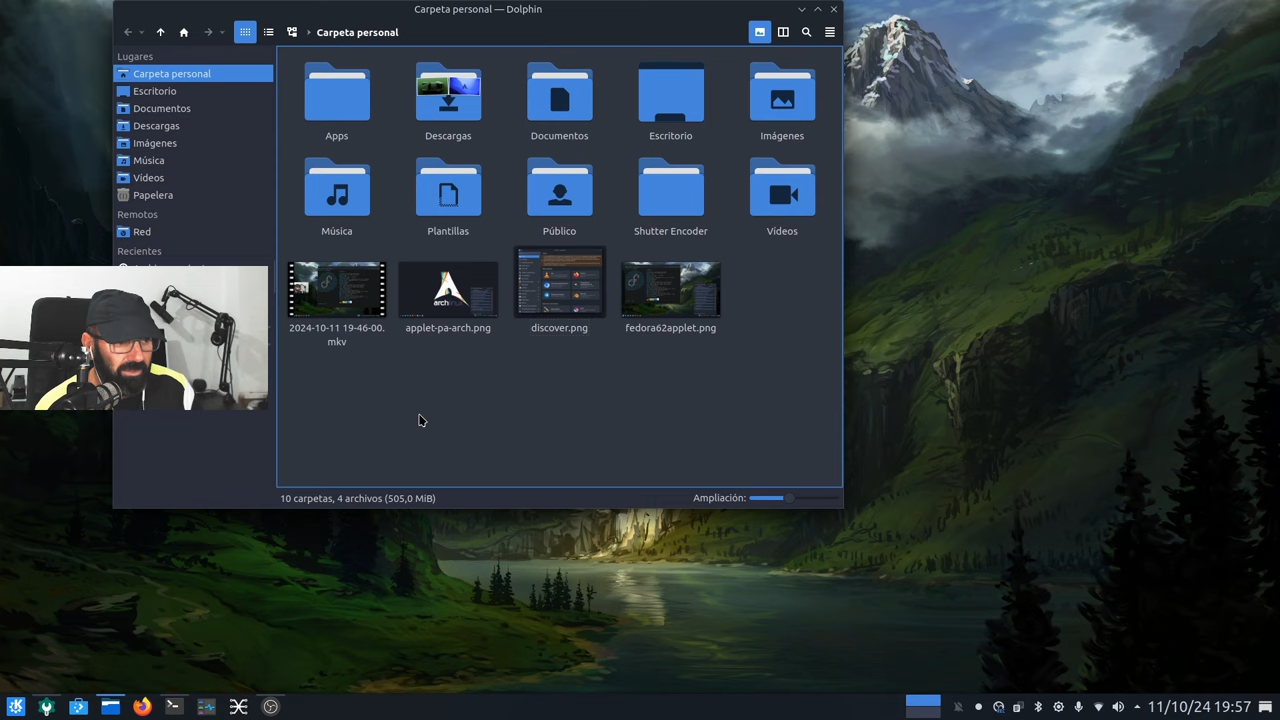 Carpeta personal — Dolphin
Carpeta personal
Lugares
Carpeta personal
Escritorio
Documentos
Descargas
Imágenes
Música
Vídeos
Papelera
Remotos
Red
Recientes
Apps
Descargas
Documentos
Escritorio
Imágenes
Música
Plantillas
Público
Shutter Encoder
Vídeos
2024-10-11 19-46-00.
mkv
applet-pa-arch.png
discover.png
fedora62applet.png
10 carpetas, 4 archivos (505,0 MiB)
Ampliación:
11/10/24 19:57